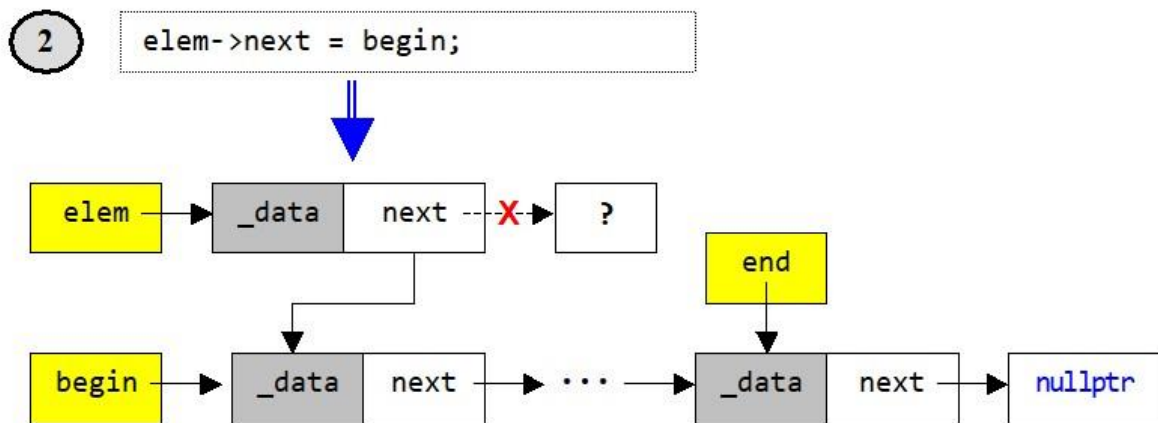 2
elem->next = begin;
elem
_data
next
X
?
end
begin
_data
next
...
_data
next
nullptr